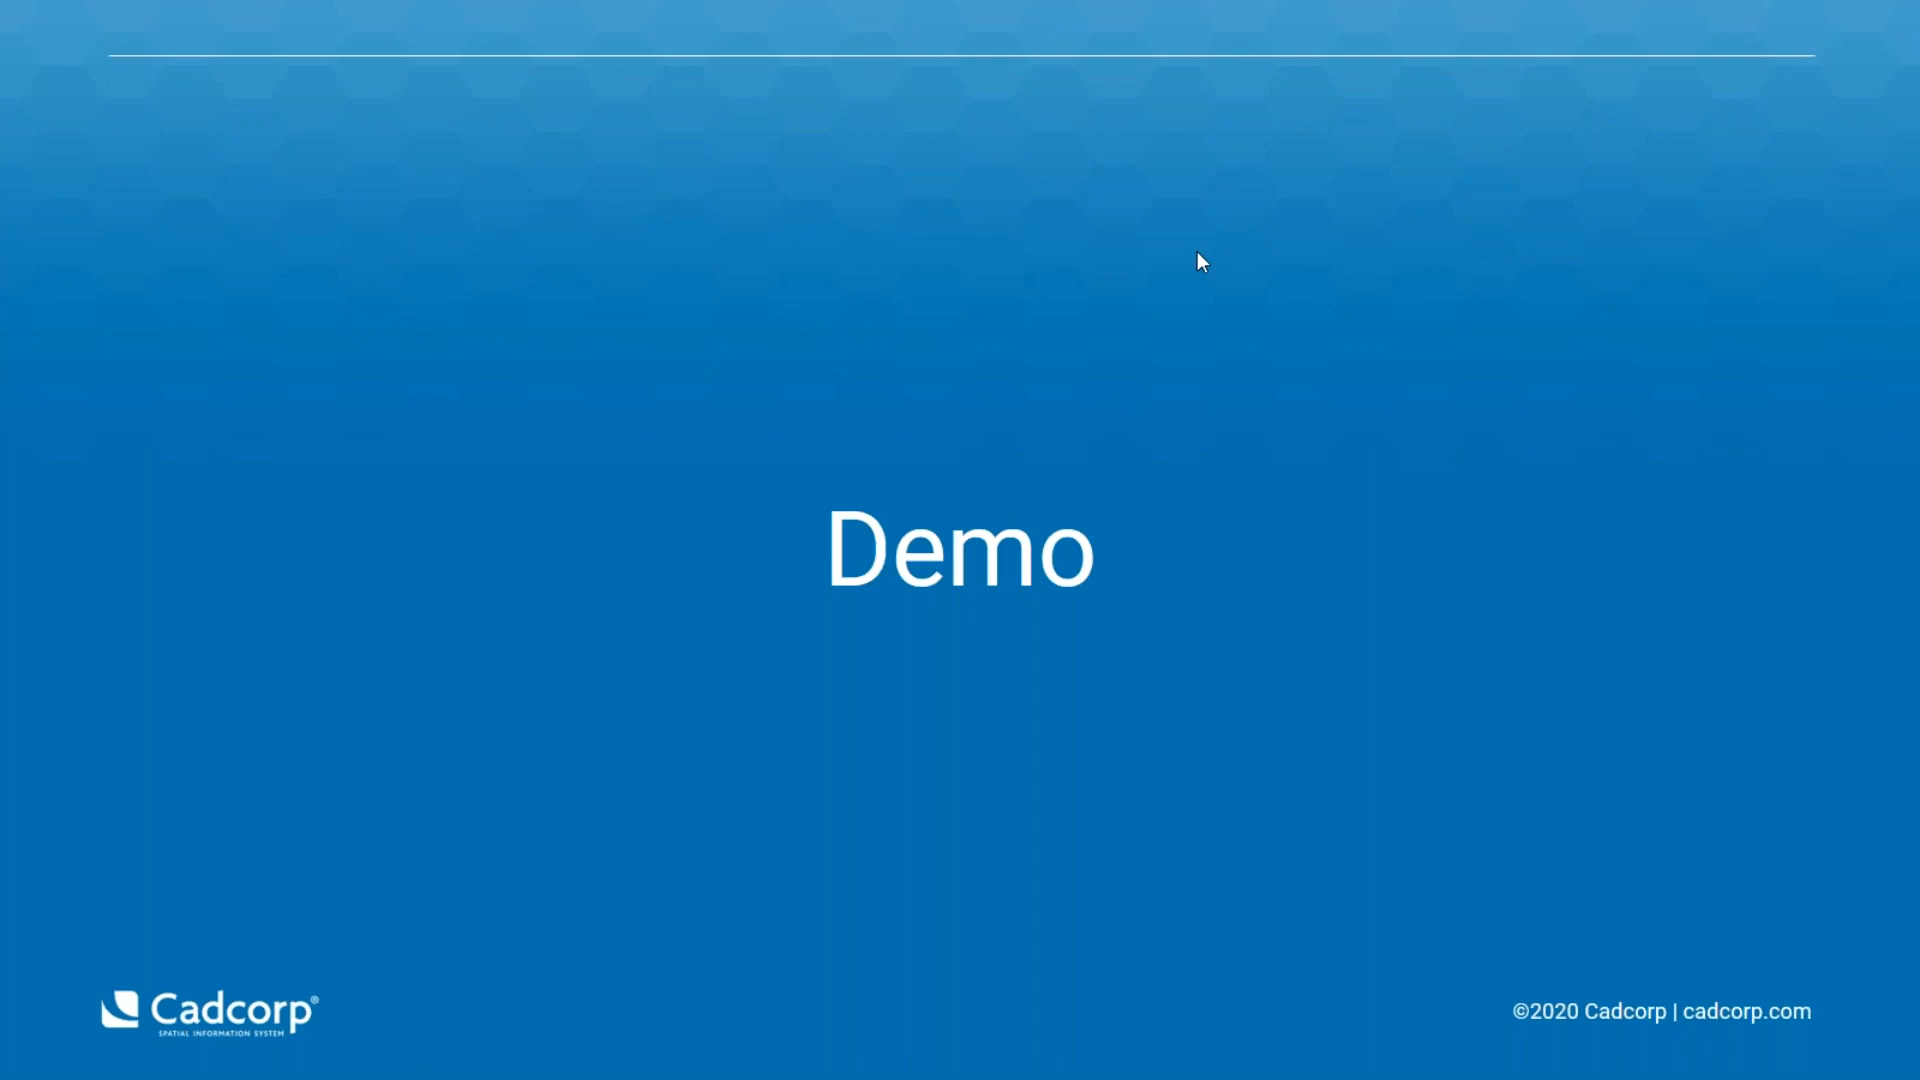 Demo
Cadcorp®
SPATIAL INFORMATION SYSTEM
©2020 Cadcorp | cadcorp.com